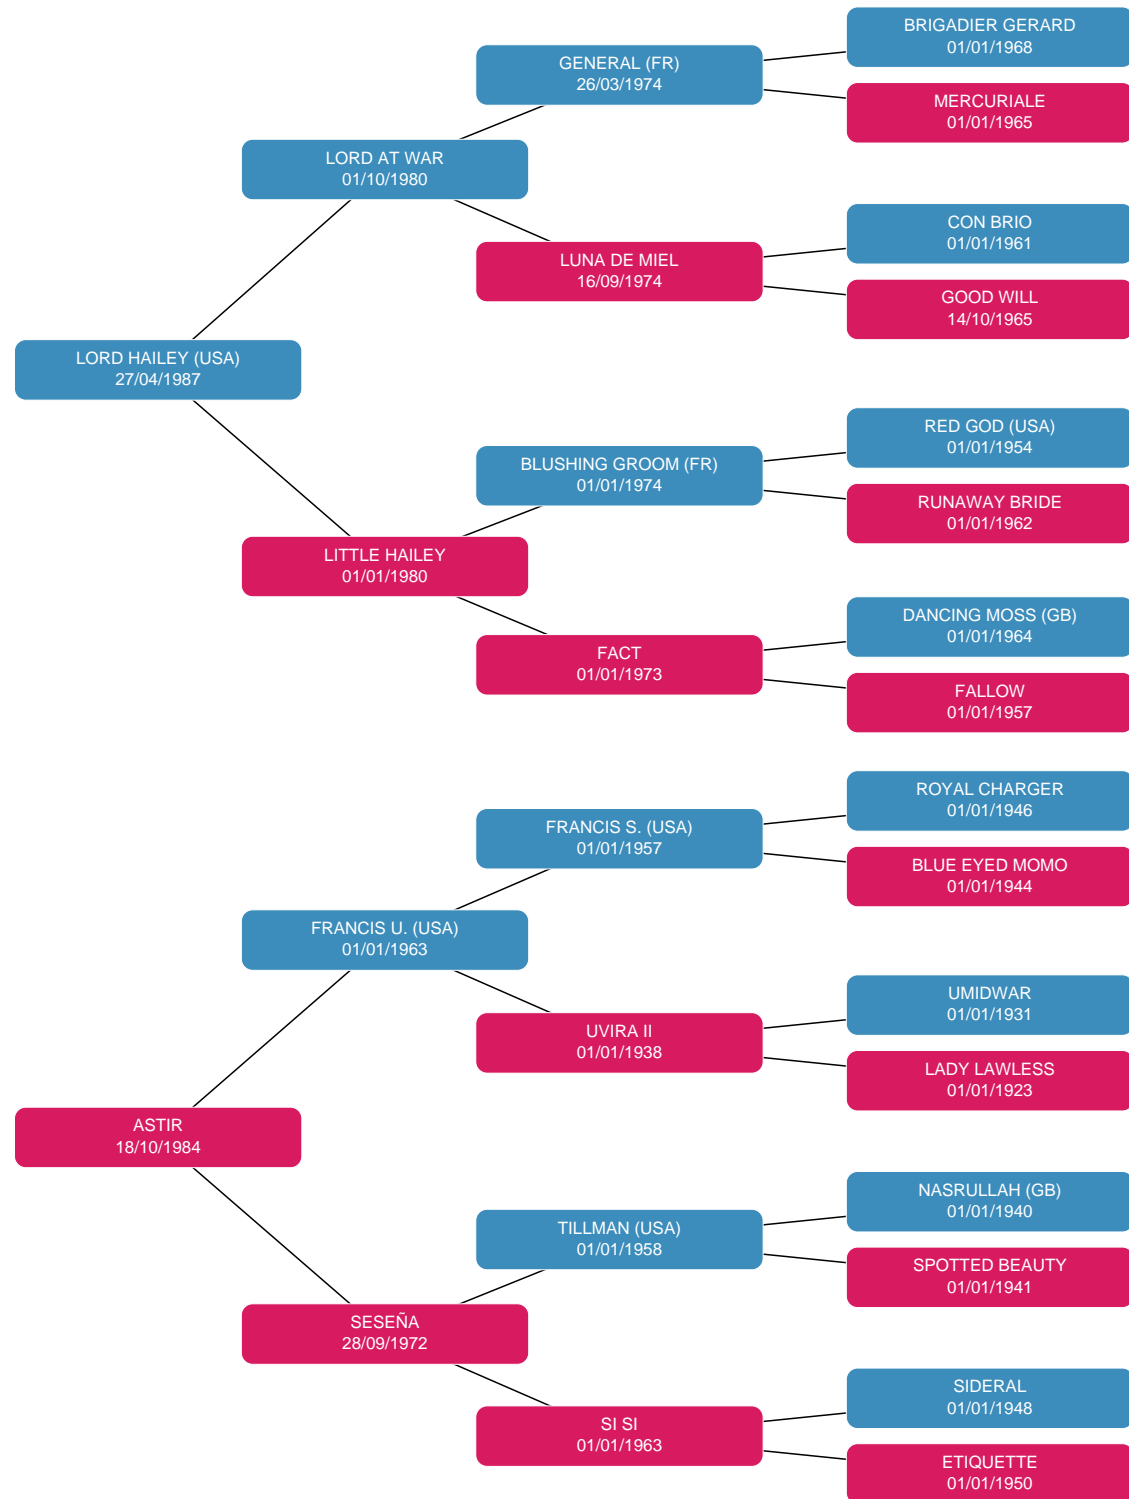 BRIGADIER GERARD
01/01/1968
GENERAL (FR)
26/03/1974
MERCURIALE
01/01/1965
LORD AT WAR
01/10/1980
CON BRIO
01/01/1961
LUNA DE MIEL
16/09/1974
GOOD WILL
14/10/1965
LORD HAILEY (USA)
27/04/1987
RED GOD (USA)
01/01/1954
BLUSHING GROOM (FR)
01/01/1974
RUNAWAY BRIDE
01/01/1962
LITTLE HAILEY
01/01/1980
DANCING MOSS (GB)
01/01/1964
FACT
01/01/1973
FALLOW
01/01/1957
ROYAL CHARGER
01/01/1946
FRANCIS S. (USA)
01/01/1957
BLUE EYED MOMO
01/01/1944
FRANCIS U. (USA)
01/01/1963
UMIDWAR
01/01/1931
UVIRA II
01/01/1938
LADY LAWLESS
01/01/1923
ASTIR
18/10/1984
NASRULLAH (GB)
01/01/1940
TILLMAN (USA)
01/01/1958
SPOTTED BEAUTY
01/01/1941
SESEÑA
28/09/1972
SIDERAL
01/01/1948
SI SI
01/01/1963
ETIQUETTE
01/01/1950